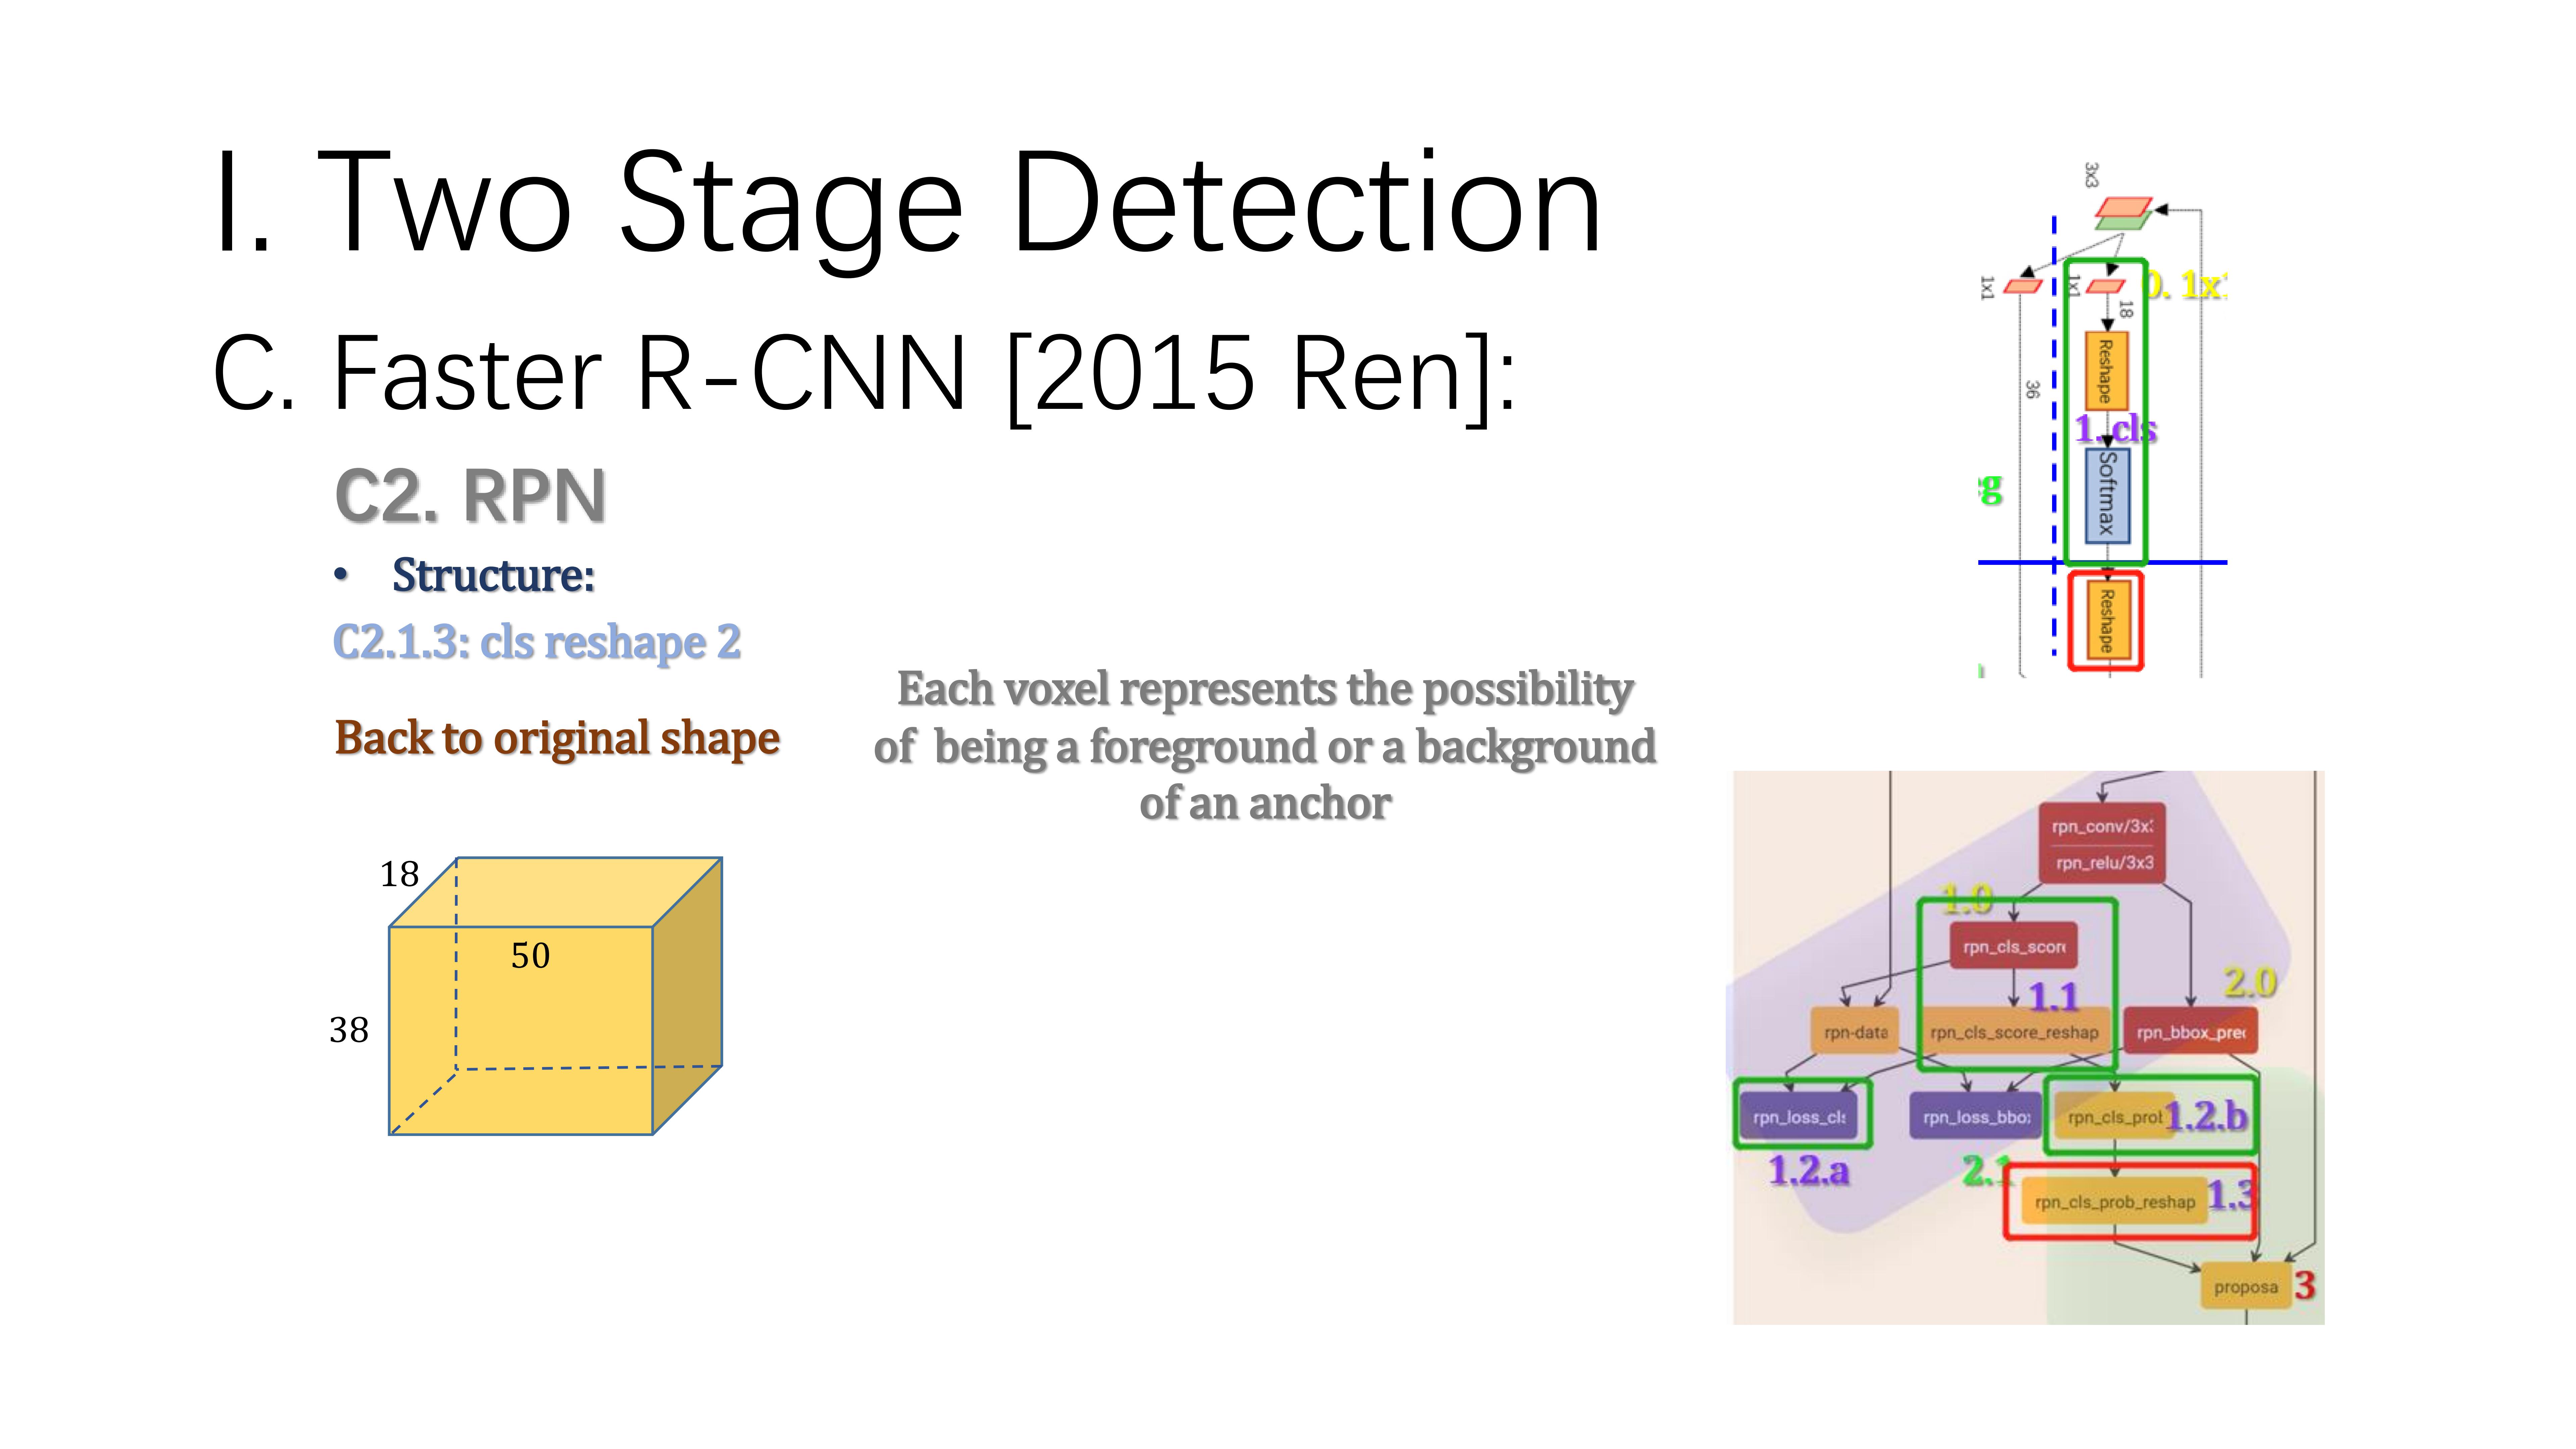 I. Two Stage Detection
C. Faster R-CNN [2015 Ren]:
C2. RPN
• Structure:
C2.1.3: cls reshape 2
Back to original shape
Each voxel represents the possibility
of being a foreground or a background
of an anchor
18
50
38
3x3
1x1
1x1
0. 1x
18
Reshape
36
1. cls
Softmax
g
Reshape
rpn_conv/3x3
rpn_relu/3x3
1.0
rpn_cls_scor
2.0
1.1
rpn-data
rpn_cls_score_reshap
rpn_bbox_pre
rpn_loss_cls
rpn_loss_bbo
rpn_cls_pro
1.2.b
1.2.a
2.1
rpn_cls_prob_reshap
1.3
proposa
3